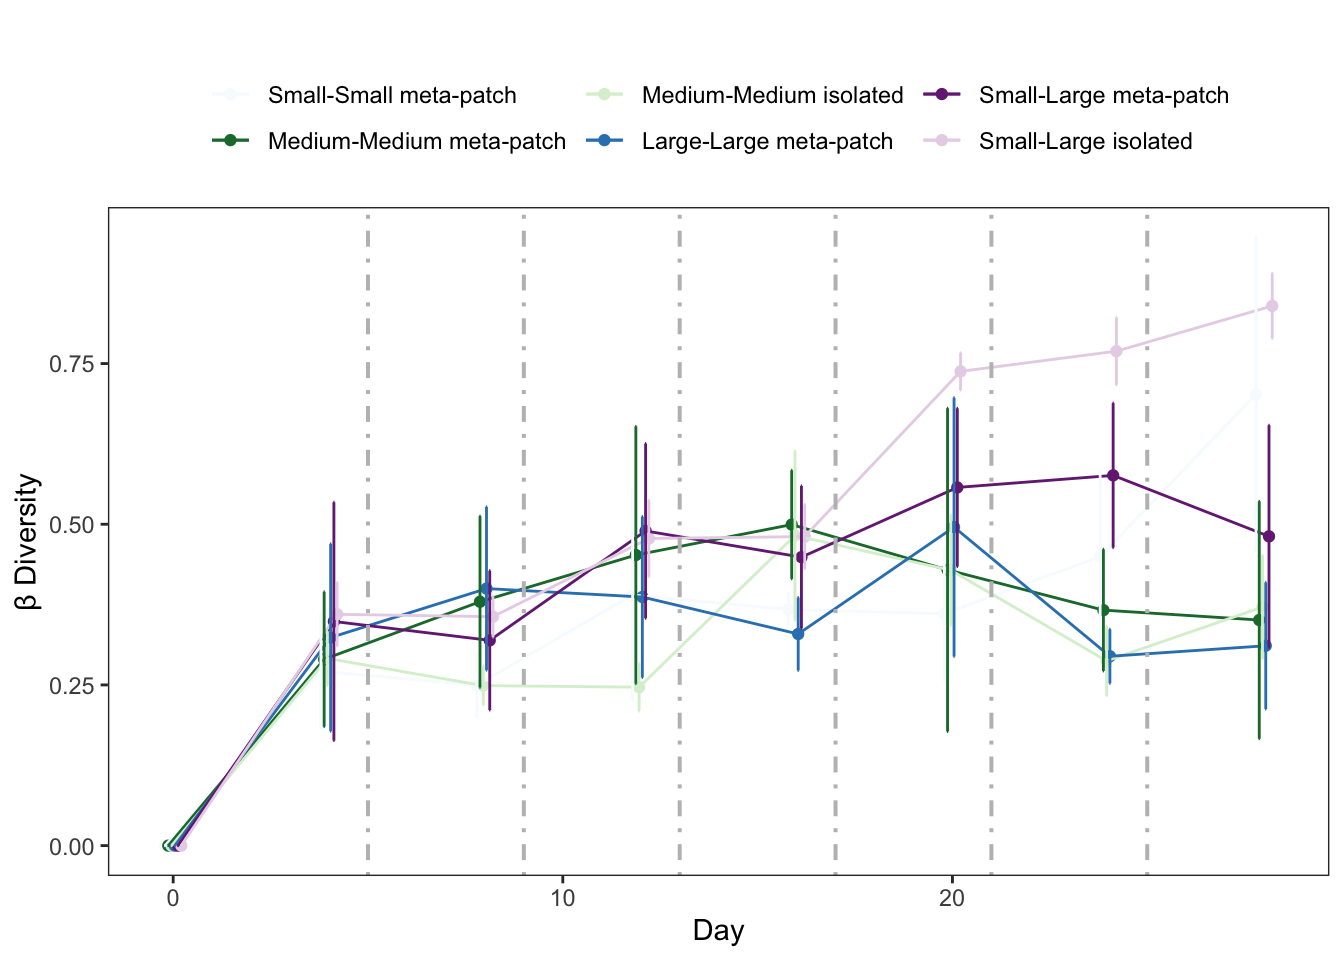 Small-Small meta-patch Medium-Medium isolated Small-Large meta-patch
Medium-Medium meta-patch Large-Large meta-patch Small-Large isolated
0.75
0.50
0.25
0.00
β Diversity
0 10 20
Day